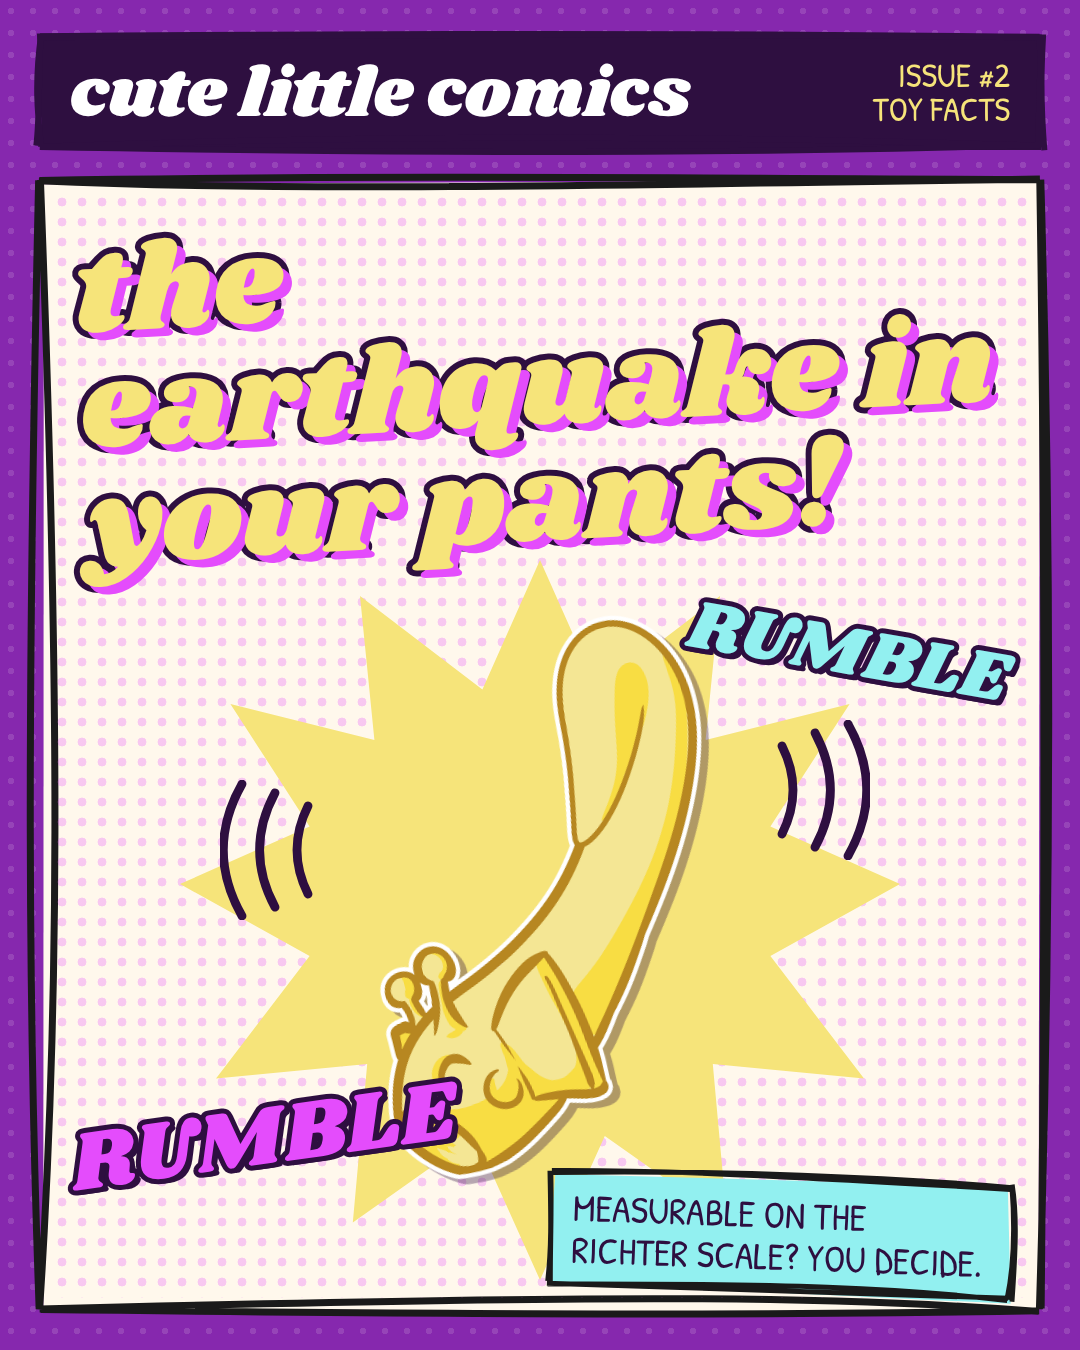 cute little comics
ISSUE #2
TOY FACTS
the
earthquake in
your pants!
RUMBLE
RUMBLE
MEASURABLE ON THE
RICHTER SCALE? YOU DECIDE.